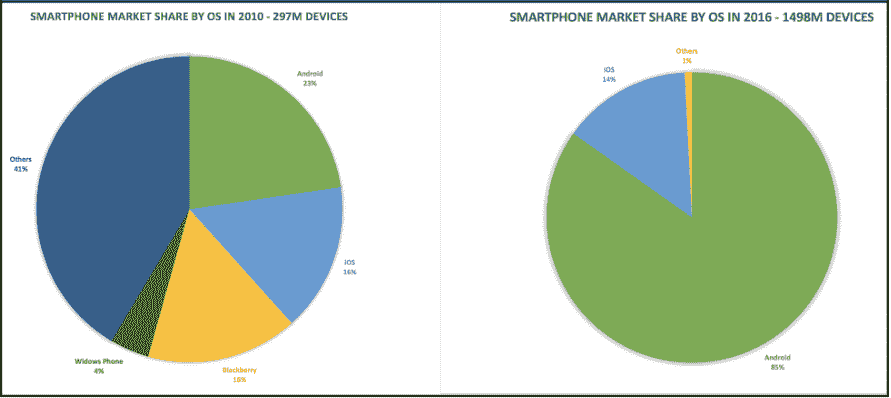 SMARTPHONE MARKET SHARE BY OS IN 2010 - 297M DEVICES
Android
23%
iOS
16%
Blackberry
16%
Widows Phone
4%
Others
41%
SMARTPHONE MARKET SHARE BY OS IN 2016 - 1498M DEVICES
Others
1%
iOS
14%
Android
85%